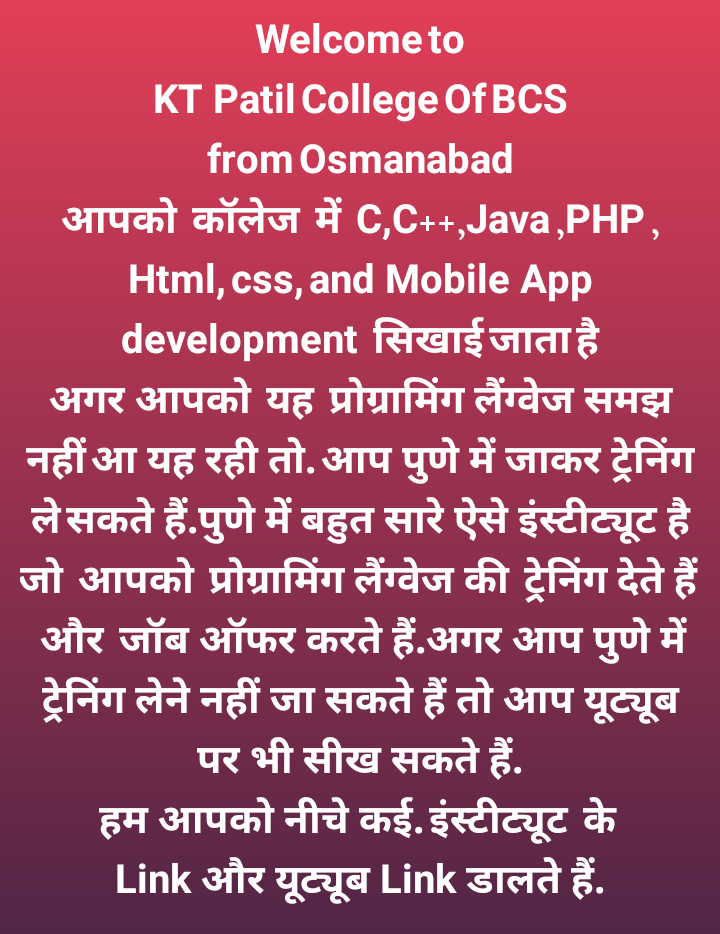 Welcome to
KT Patil College Of BCS
from Osmanabad
आपको कॉलेज में C,C++,Java ,PHP ,
Html, css, and Mobile App
development सिखाई जाता है
अगर आपको यह प्रोग्रामिंग लैंग्वेज समझ
नहीं आ यह रही तो. आप पुणे में जाकर ट्रेनिंग
ले सकते हैं.पुणे में बहुत सारे ऐसे इंस्टीट्यूट है
जो आपको प्रोग्रामिंग लैंग्वेज की ट्रेनिंग देते हैं
और जॉब ऑफर करते हैं.अगर आप पुणे में
ट्रेनिंग लेने नहीं जा सकते हैं तो आप यूट्यूब
पर भी सीख सकते हैं.
हम आपको नीचे कई. इंस्टीट्यूट के
Link और यूट्यूब Link डालते हैं.